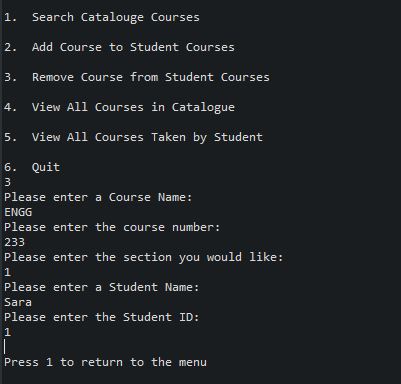 1.  Search Catalouge Courses
2.  Add Course to Student Courses
3.  Remove Course from Student Courses
4.  View All Courses in Catalogue
5.  View All Courses Taken by Student
6.  Quit
3
Please enter a Course Name:
ENGG
Please enter the course number:
233
Please enter the section you would like:
1
Please enter a Student Name:
Sara
Please enter the Student ID:
1
Press 1 to return to the menu